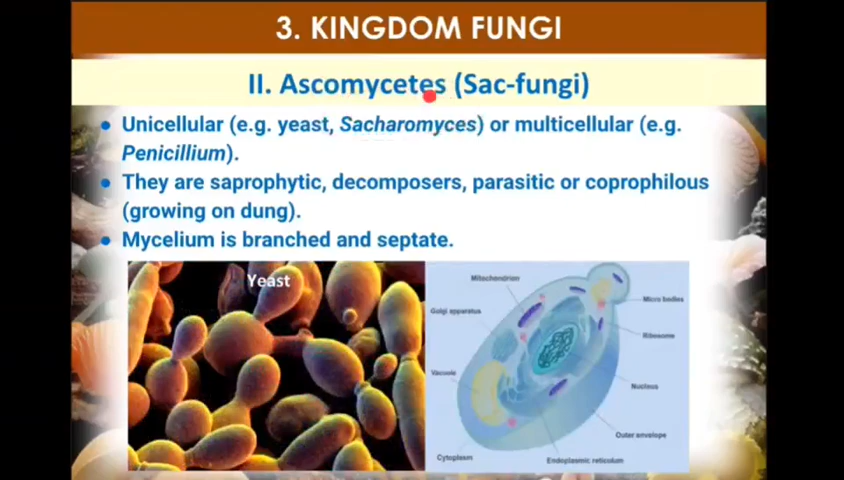 3. KINGDOM FUNGI
II. Ascomycetes (Sac-fungi)
• Unicellular (e.g. yeast, Sacharomyces) or multicellular (e.g.
Penicillium).
• They are saprophytic, decomposers, parasitic or coprophilous
(growing on dung).
• Mycelium is branched and septate.
Yeast
Mitochondrion
Golgi apparatus
Micro bodies
Ribosome
Vacuole
Nucleus
Outer envelope
Cytoplasm
Endoplasmic reticulum